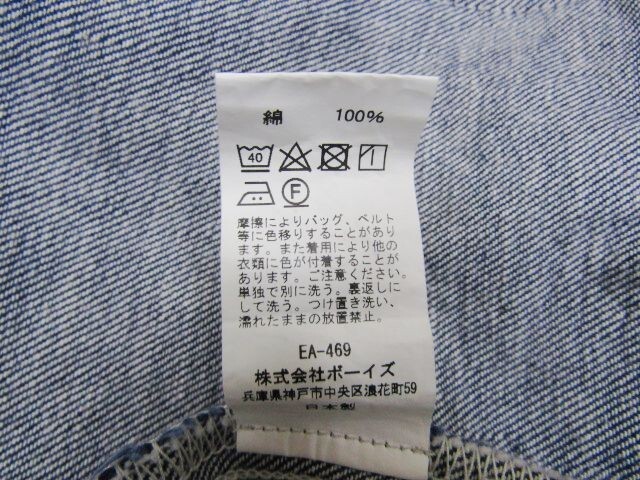 綿 100%
40
F
摩擦によりバッグ、ベルト
等に色移りすることがあり
ます。また着用により他の
衣類に色が付着することが
あります。ご注意ください。
単独で別に洗う。裏返しに
して洗う。つけ置き洗い、
濡れたままの放置禁止。
EA-469
株式会社ボーイズ
兵庫県神戸市中央区浪花町59
日本製